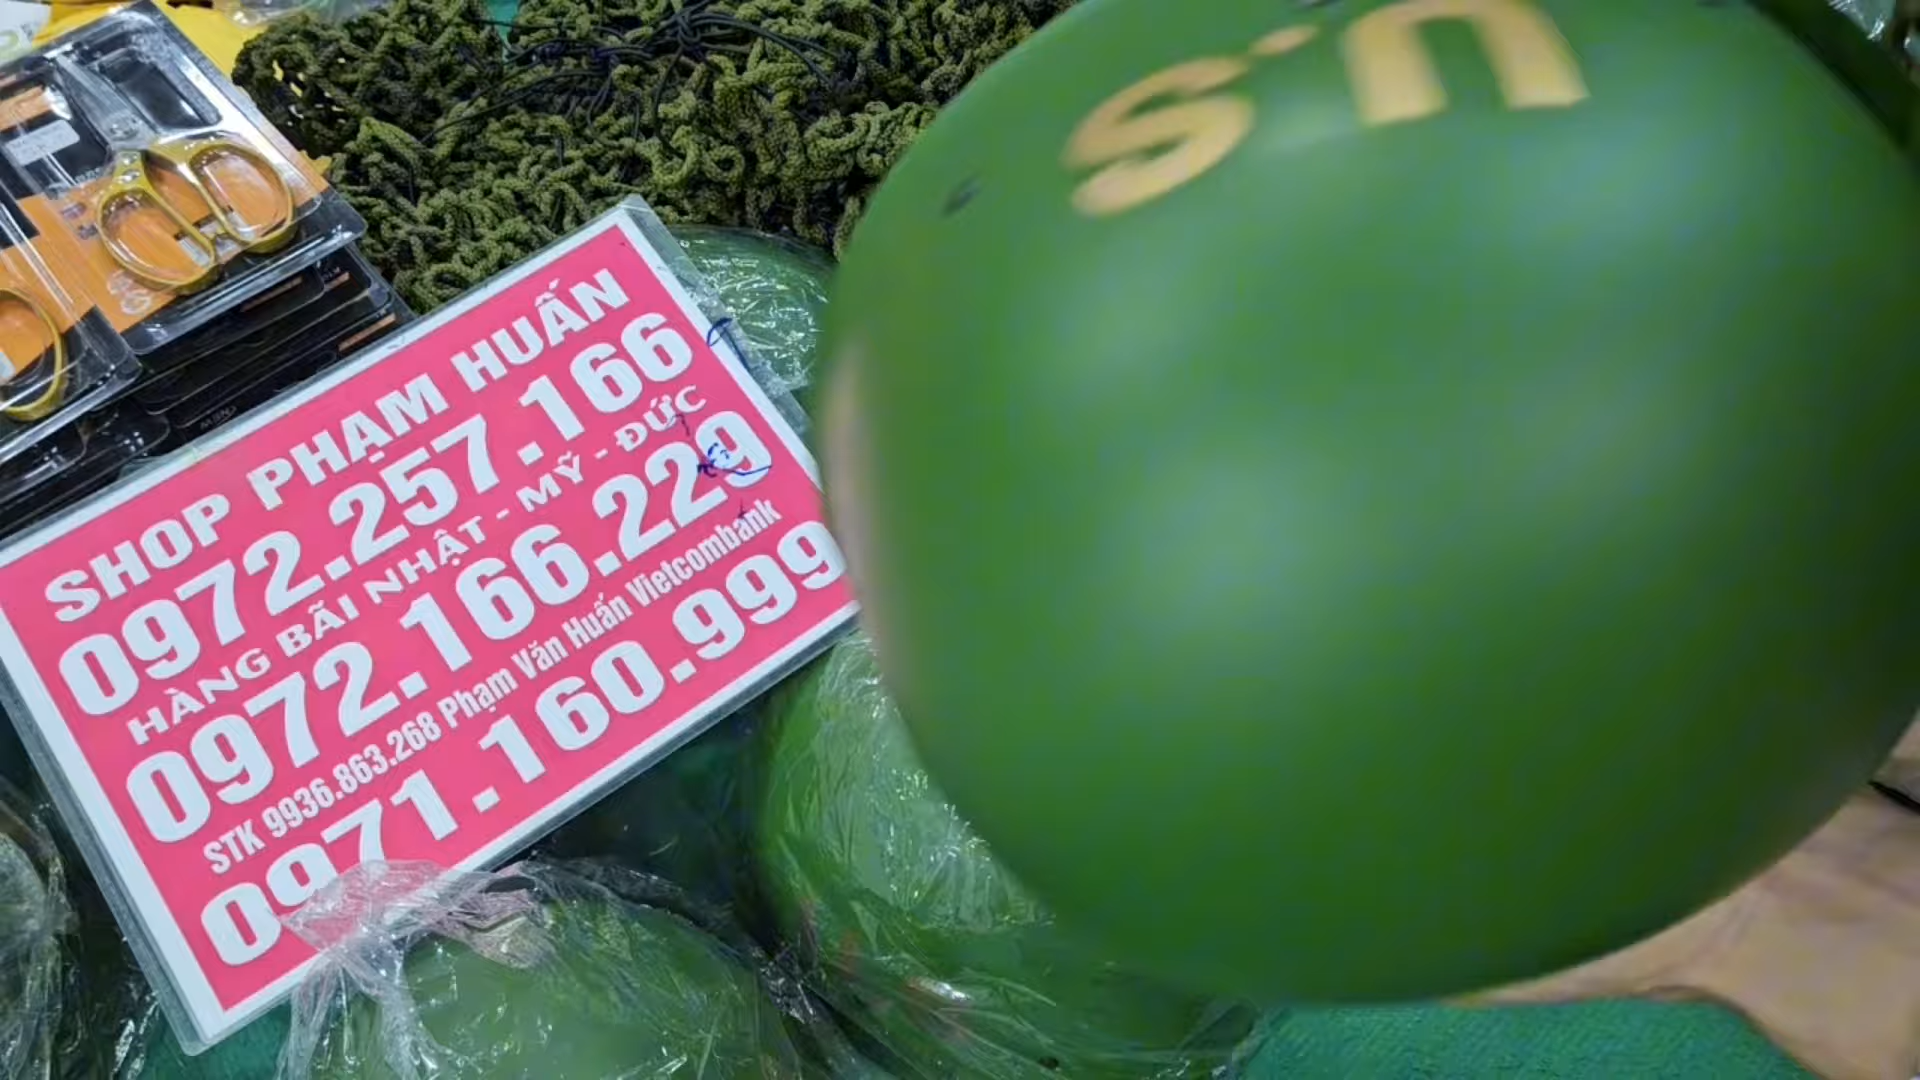 SHOP PHẠM HUẤN
0972.257.166
HÀNG BÃI NHẬT - MỸ - ĐỨC
0972.166.229
STK 9936.863.268 Phạm Văn Huấn Vietcombank
0971.160.999